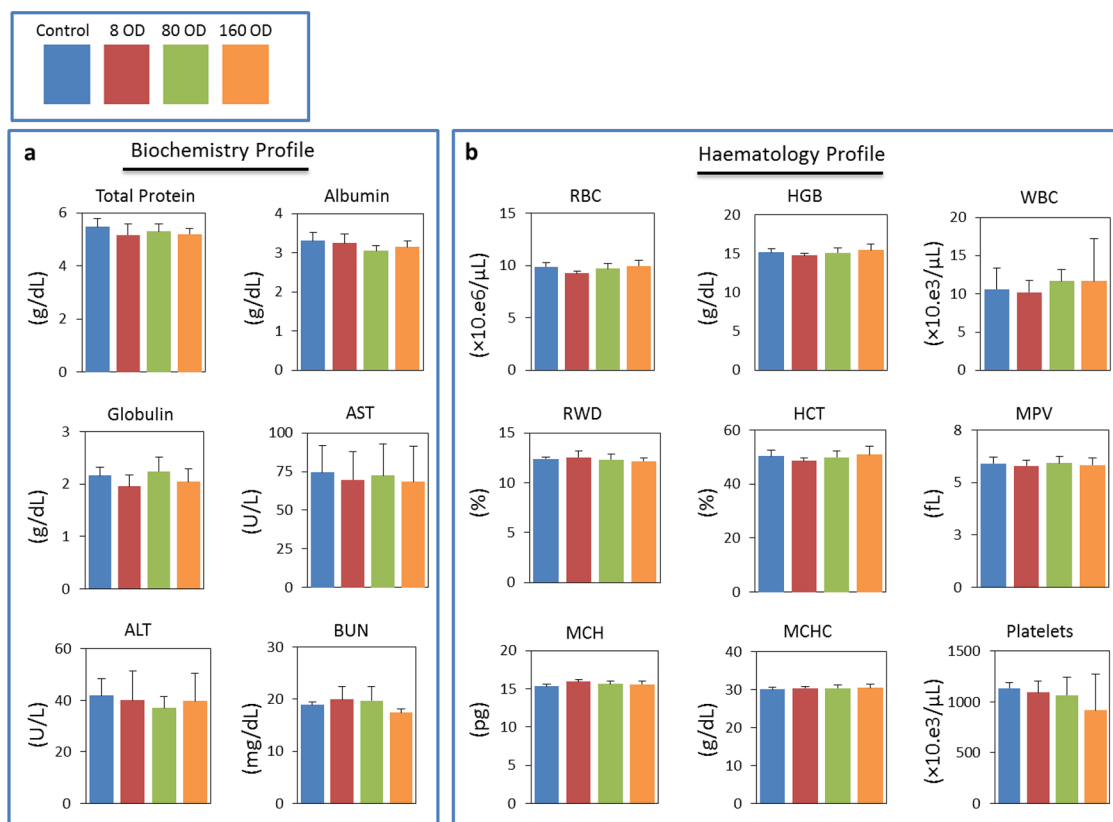 Control 8 OD 80 OD 160 OD
a Biochemistry Profile
Total Protein
6
4
2
0
(g/dL)
Albumin
4
3
2
1
0
(g/dL)
Globulin
3
2
1
0
(g/dL)
AST
100
75
50
25
0
(U/L)
ALT
60
40
20
0
(U/L)
BUN
30
20
10
0
(mg/dL)
b Haematology Profile
RBC
15
10
5
0
(×10.e6/µL)
HGB
20
15
10
5
0
(g/dL)
WBC
20
15
10
5
0
(×10.e3/µL)
RWD
15
12
9
6
3
0
(%)
HCT
60
40
20
0
(%)
MPV
8
5
3
0
(fL)
MCH
20
15
10
5
0
(pg)
MCHC
40
30
20
10
0
(g/dL)
Platelets
1500
1000
500
0
(×10.e3/µL)